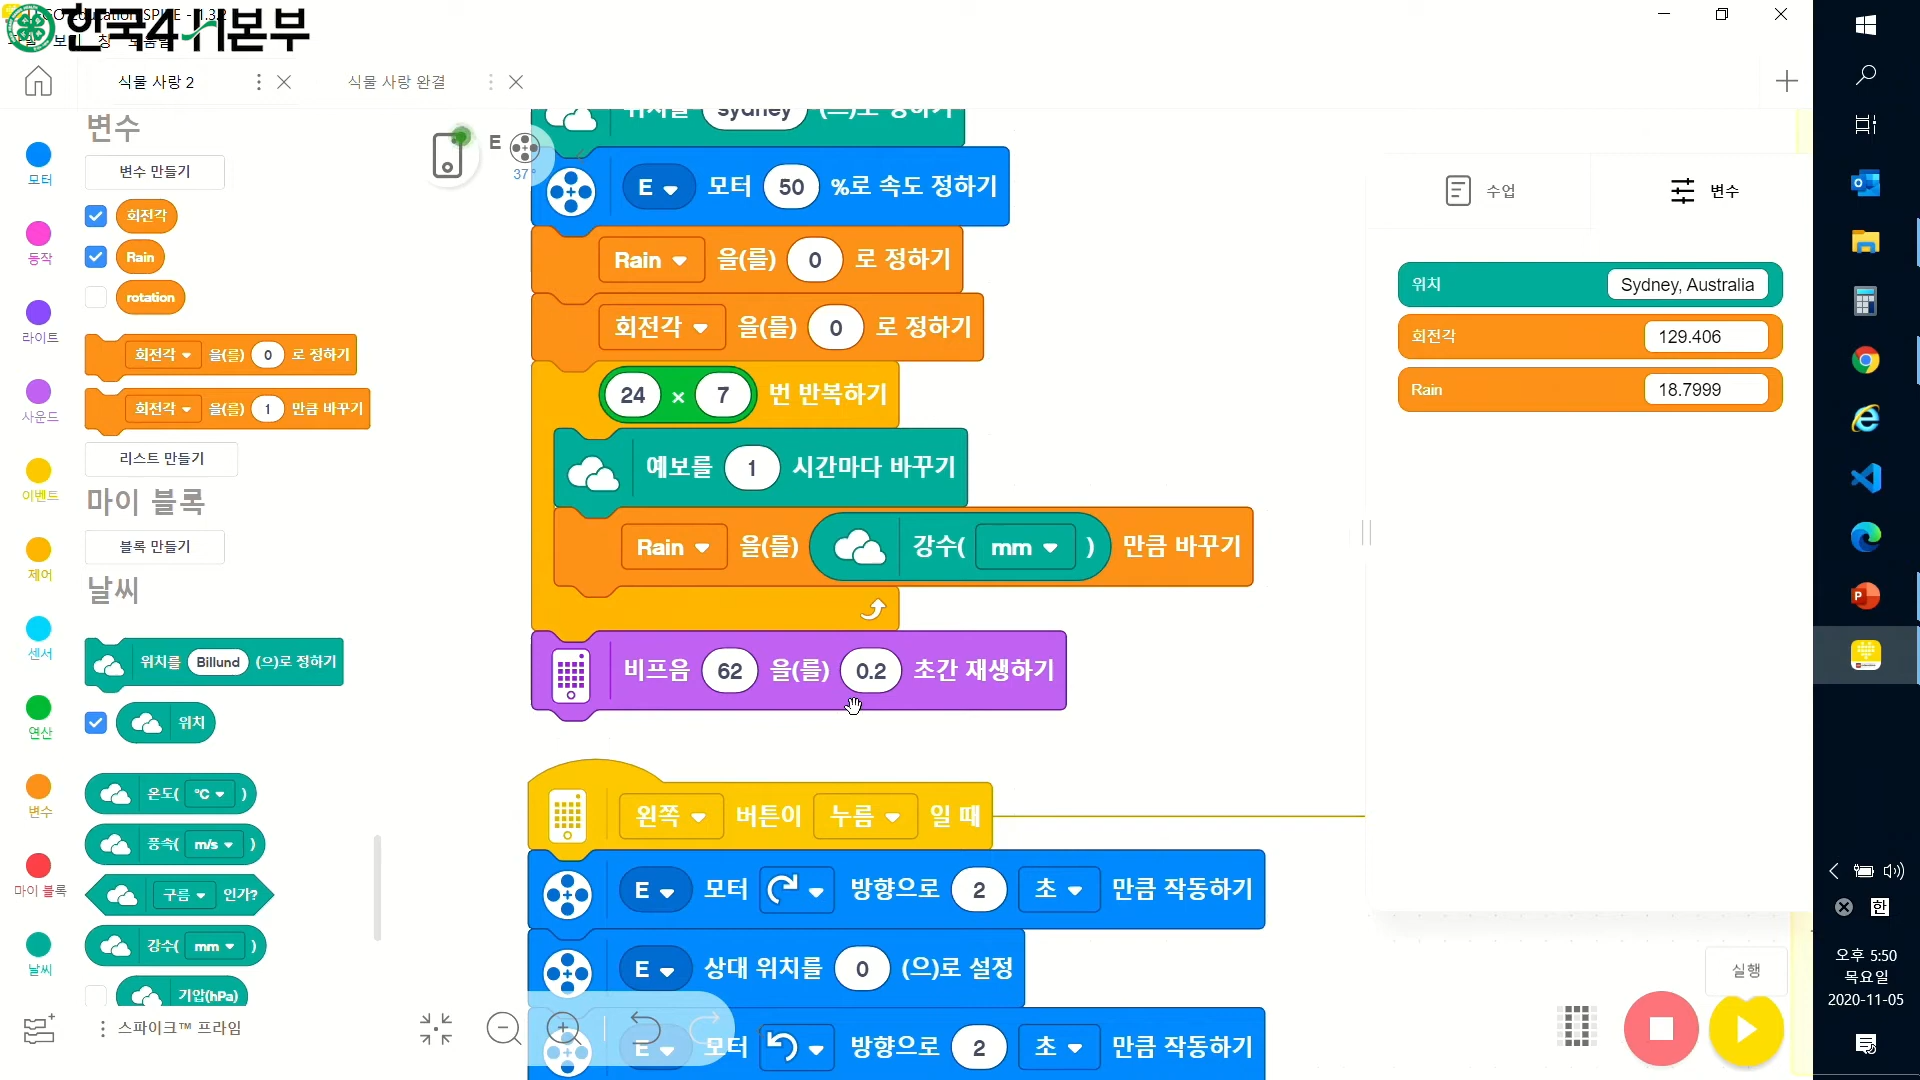 한국4-H본부
식물 사랑 2
식물 사랑 완결
변수
변수 만들기
회전각
Rain
rotation
회전각 을(를) 0 로 정하기
회전각 을(를) 1 만큼 바꾸기
리스트 만들기
마이 블록
블록 만들기
날씨
위치를 Billund (으)로 정하기
위치
온도( °C )
풍속( m/s )
구름 인가?
강수( mm )
기압(hPa)
모터
동작
라이트
사운드
이벤트
제어
센서
연산
변수
마이 블록
날씨
스파이크™ 프라임
E
37°
위치를 sydney (으)로 정하기
E 모터 50 %로 속도 정하기
Rain 을(를) 0 로 정하기
회전각 을(를) 0 로 정하기
24 × 7 번 반복하기
예보를 1 시간마다 바꾸기
Rain 을(를) 강수( mm ) 만큼 바꾸기
비프음 62 을(를) 0.2 초간 재생하기
왼쪽 버튼이 누름 일 때
E 모터 방향으로 2 초 만큼 작동하기
E 상대 위치를 0 (으)로 설정
E 모터 방향으로 2 초 만큼 작동하기
수업
변수
위치 Sydney, Australia
회전각 129.406
Rain 18.7999
실행
한
오후 5:50
목요일
2020-11-05